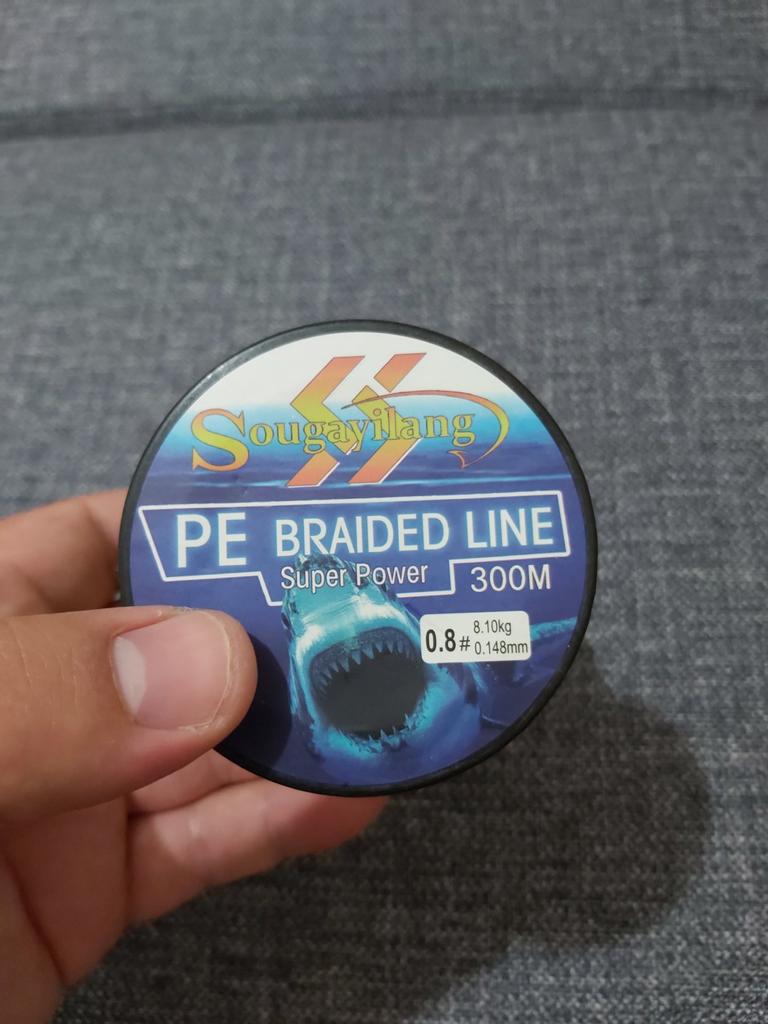 Sougayilang
PE BRAIDED LINE
Super Power 300M
0.8# 8.10kg
0.148mm